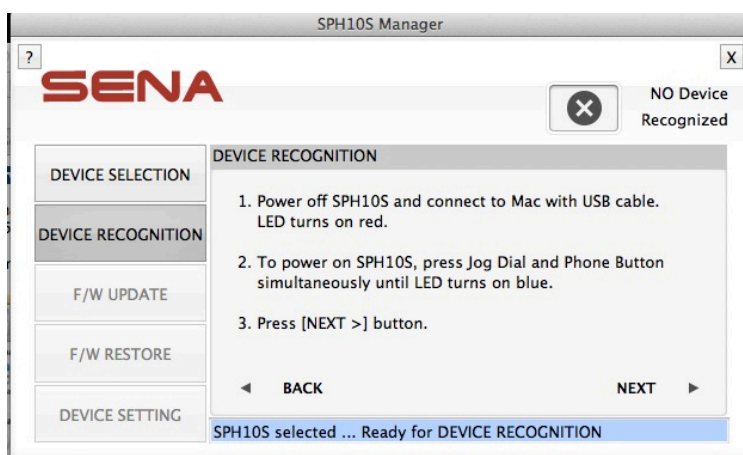 SPH10S Manager
?
X
SENA
NO Device
Recognized
DEVICE SELECTION
DEVICE RECOGNITION
F/W UPDATE
F/W RESTORE
DEVICE SETTING
DEVICE RECOGNITION
1. Power off SPH10S and connect to Mac with USB cable.
LED turns on red.
2. To power on SPH10S, press Jog Dial and Phone Button
simultaneously until LED turns on blue.
3. Press [NEXT >] button.
BACK
NEXT
SPH10S selected ... Ready for DEVICE RECOGNITION